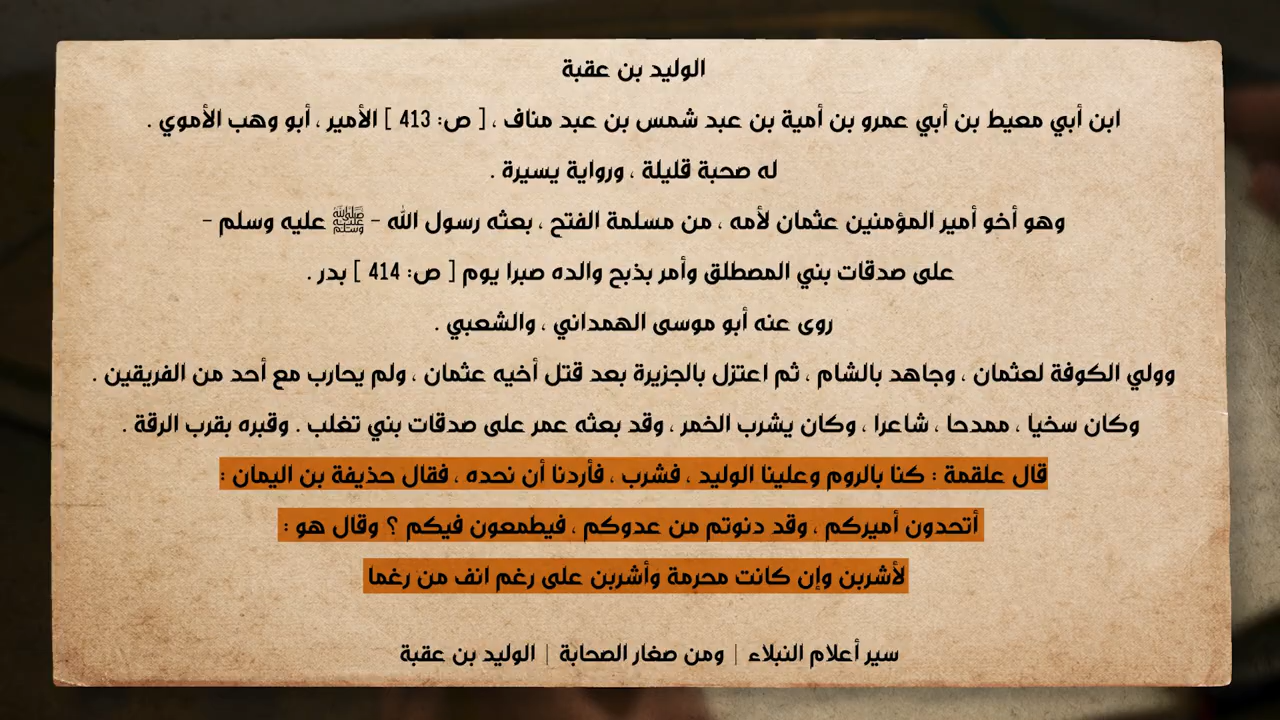 الوليد بن عقبة
ابن أبي معيط بن أبي عمرو بن أمية بن عبد شمس بن عبد مناف ، [ ص: 413 ] الأمير ، أبو وهب الأموي .
له صحبة قليلة ، ورواية يسيرة .
وهو أخو أمير المؤمنين عثمان لأمه ، من مسلمة الفتح ، بعثه رسول الله - ﷺ عليه وسلم -
على صدقات بني المصطلق وأمر بذبح والده صبرا يوم [ ص: 414 ] بدر .
روى عنه أبو موسى الهمداني ، والشعبي .
وولي الكوفة لعثمان ، وجاهد بالشام ، ثم اعتزل بالجزيرة بعد قتل أخيه عثمان ، ولم يحارب مع أحد من الفريقين .
وكان سخيا ، ممدحا ، شاعرا ، وكان يشرب الخمر ، وقد بعثه عمر على صدقات بني تغلب . وقبره بقرب الرقة .
قال علقمة : كنا بالروم وعلينا الوليد ، فشرب ، فأردنا أن نحده ، فقال حذيفة بن اليمان :
أتحدون أميركم ، وقد دنوتم من عدوكم ، فيطمعون فيكم ؟ وقال هو :
لأشربن وإن كانت محرمة وأشربن على رغم انف من رغما
سير أعلام النبلاء | ومن صغار الصحابة | الوليد بن عقبة